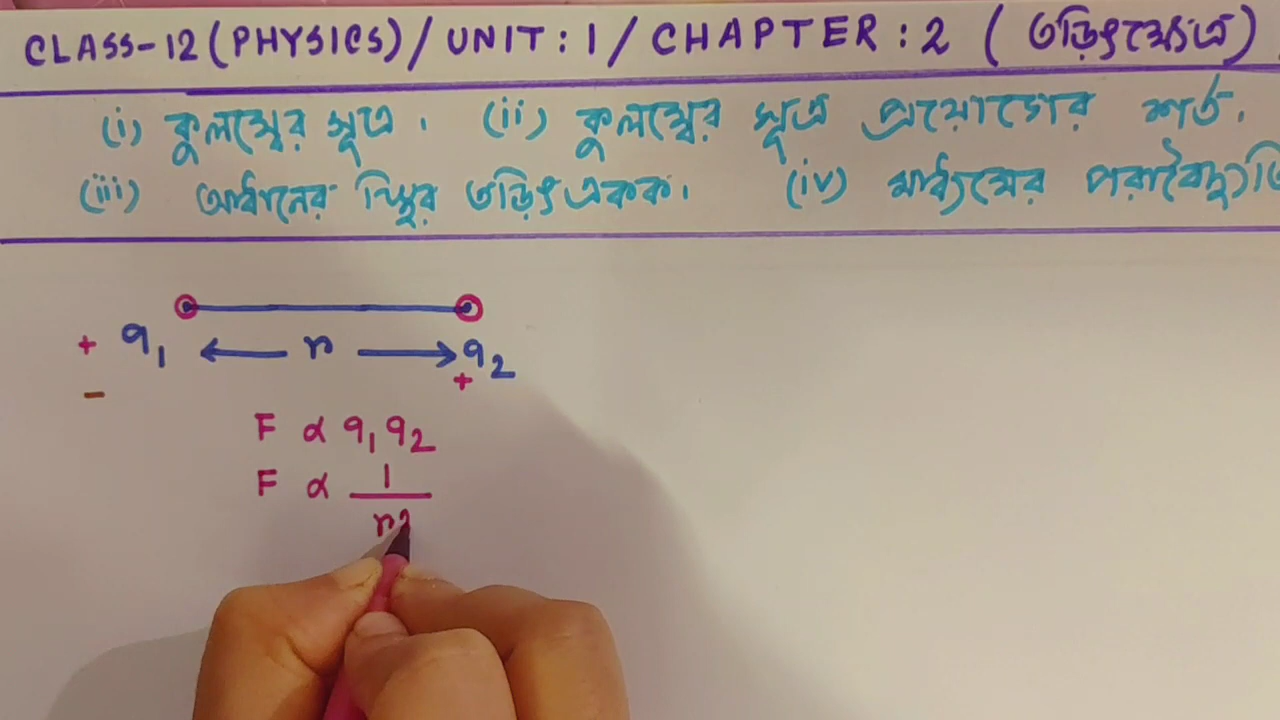 CLASS-12 (PHYSICS) / UNIT : 1 / CHAPTER : 2 ( তড়িৎক্ষেত্র )
(i) কুলম্বের সূত্র । (ii) কুলম্বের সূত্র প্রয়োগের শর্ত ।
(iii) আধানের স্থির তড়িৎ একক । (iv) মাধ্যমের
+ q₁ ← r → q₂
- +
F ∝ q₁q₂
F ∝ 1
r²